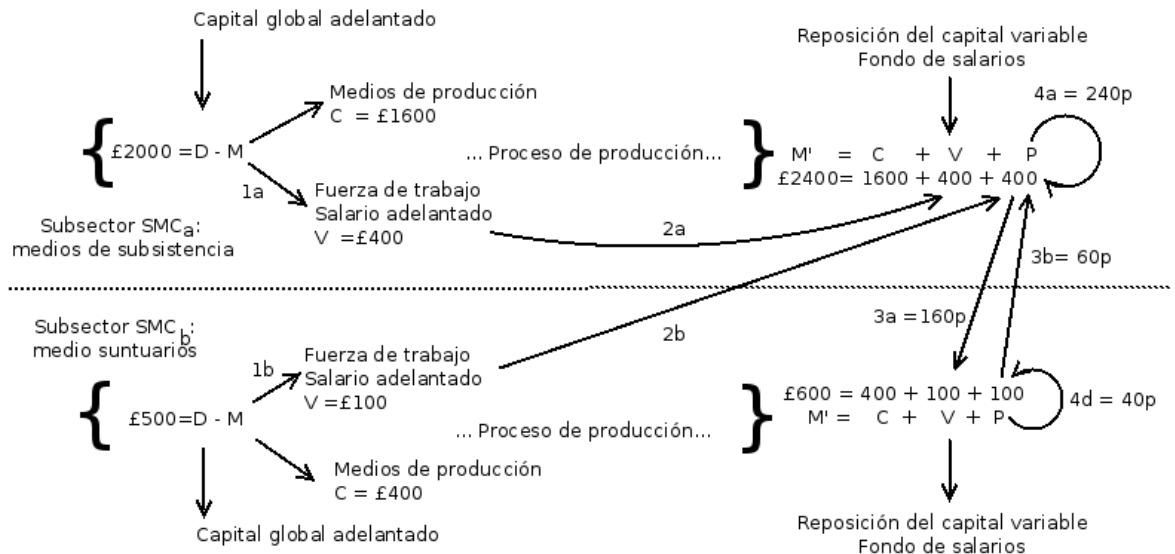 Capital global adelantado
Reposición del capital variable
Fondo de salarios
Medios de producción
C = £1600
4a = 240p
{ £2000 =D - M
... Proceso de producción... }
M' = C + V + P
£2400= 1600 + 400 + 400
1a
Fuerza de trabajo
Salario adelantado
V =£400
Subsector SMCa:
medios de subsistencia
2a
3b= 60p
Subsector SMCb:
medio suntuarios
3a =160p
2b
1b
Fuerza de trabajo
Salario adelantado
V =£100
{ £500=D - M
... Proceso de producción... }
£600 = 400 + 100 + 100
M' = C + V + P
4d = 40p
Medios de producción
C = £400
Capital global adelantado
Reposición del capital variable
Fondo de salarios